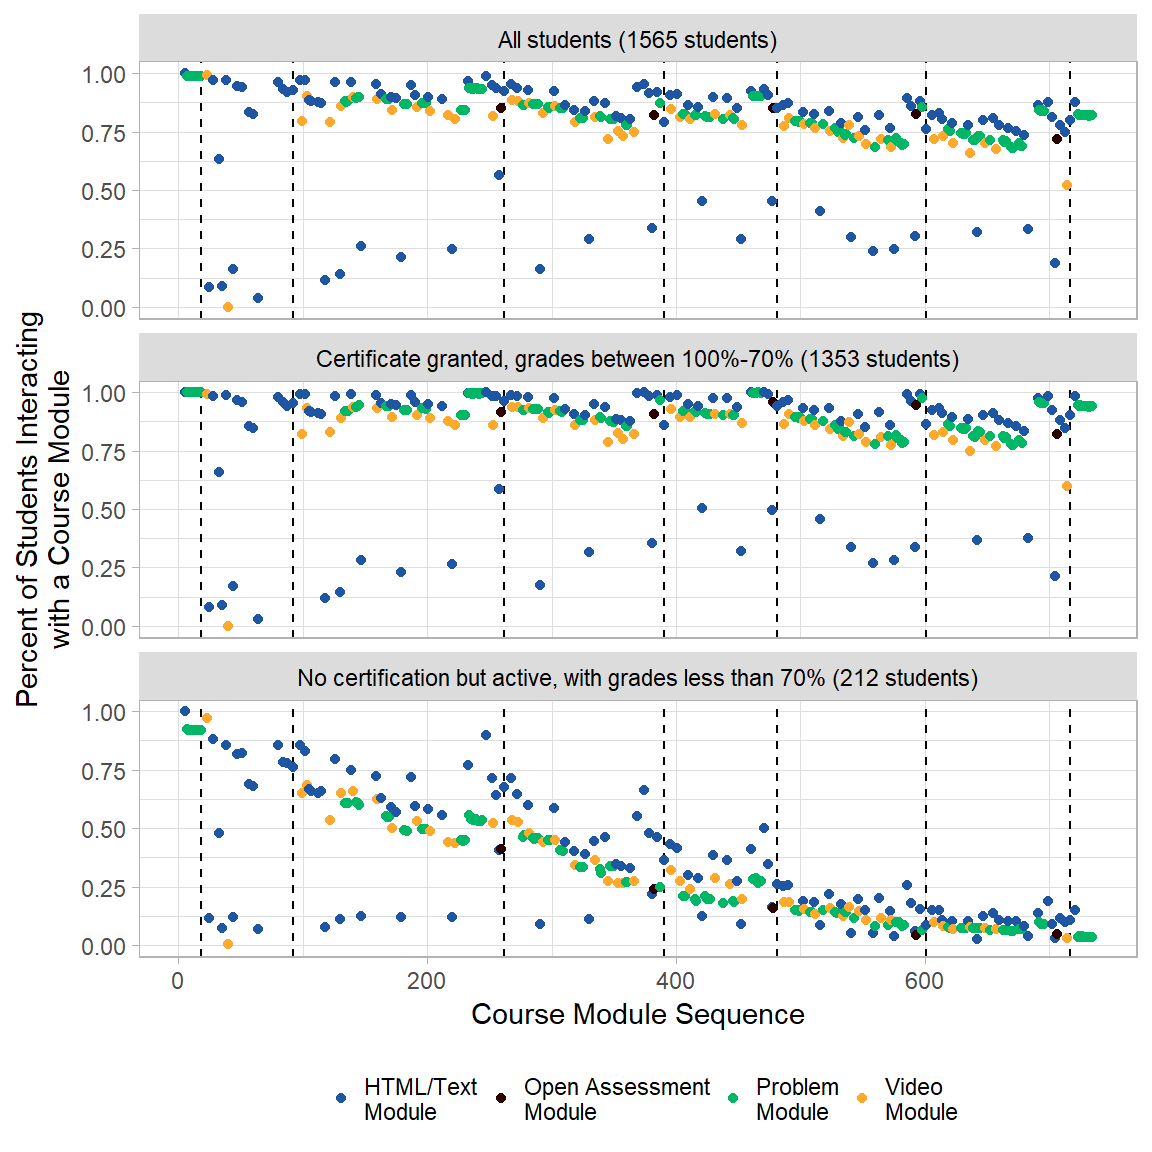 All students (1565 students)
1.00
0.75
0.50
0.25
0.00
Certificate granted, grades between 100%-70% (1353 students)
1.00
0.75
0.50
0.25
0.00
No certification but active, with grades less than 70% (212 students)
1.00
0.75
0.50
0.25
0.00
Percent of Students Interacting
with a Course Module
0 200 400 600
Course Module Sequence
HTML/Text Open Assessment Problem Video
Module Module Module Module